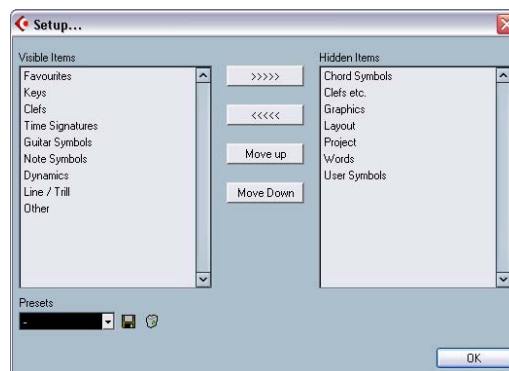 Setup...
Visible Items
Favourites
Keys
Clefs
Time Signatures
Guitar Symbols
Note Symbols
Dynamics
Line / Trill
Other
>>>>>
<<<<<
Move up
Move Down
Hidden Items
Chord Symbols
Clefs etc.
Graphics
Layout
Project
Words
User Symbols
Presets
-
OK